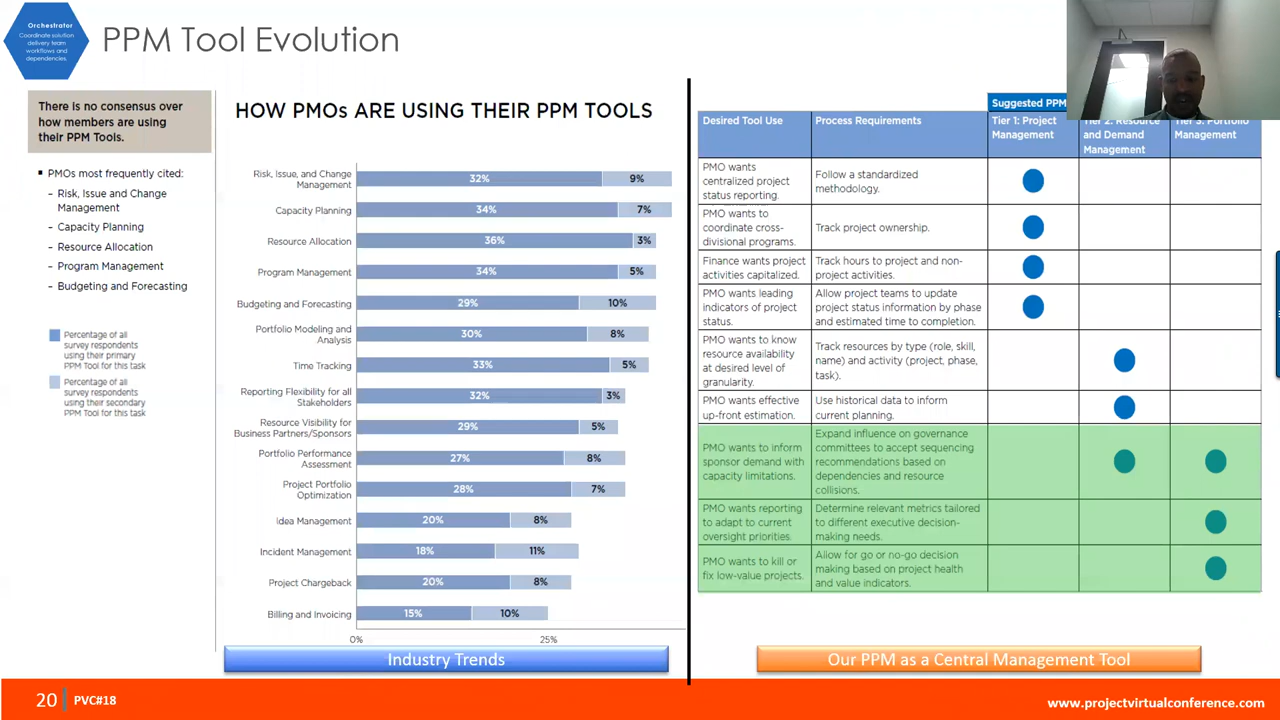 Orchestrator
Coordinate solution
delivery team
workflows and
dependencies.
PPM Tool Evolution
There is no consensus over
how members are using
their PPM Tools.
▪ PMOs most frequently cited:
– Risk, Issue and Change
Management
– Capacity Planning
– Resource Allocation
– Program Management
– Budgeting and Forecasting
Percentage of all
survey respondents
using their primary
PPM Tool for this task
Percentage of all
survey respondents
using their secondary
PPM Tool for this task
HOW PMOs ARE USING THEIR PPM TOOLS
Risk, Issue, and Change
Management
32% 9%
Capacity Planning 34% 7%
Resource Allocation 36% 3%
Program Management 34% 5%
Budgeting and Forecasting 29% 10%
Portfolio Modeling and
Analysis
30% 8%
Time Tracking 33% 5%
Reporting Flexibility for all
Stakeholders
32% 3%
Resource Visibility for
Business Partners/Sponsors
29% 5%
Portfolio Performance
Assessment
27% 8%
Project Portfolio
Optimization
28% 7%
Idea Management 20% 8%
Incident Management 18% 11%
Project Chargeback 20% 8%
Billing and Invoicing 15% 10%
0% 25%
Industry Trends
Suggested PPM
Desired Tool Use
Process Requirements
Tier 1: Project
Management
Tier 2: Resource
and Demand
Management
Tier 3: Portfolio
Management
PMO wants
centralized project
status reporting.
Follow a standardized
methodology.
PMO wants to
coordinate cross-
divisional programs.
Track project ownership.
Finance wants project
activities capitalized.
Track hours to project and non-
project activities.
PMO wants leading
indicators of project
status.
Allow project teams to update
project status information by phase
and estimated time to completion.
PMO wants to know
resource availability
at desired level of
granularity.
Track resources by type (role, skill,
name) and activity (project, phase,
task).
PMO wants effective
up-front estimation.
Use historical data to inform
current planning.
PMO wants to inform
sponsor demand with
capacity limitations.
Expand influence on governance
committees to accept sequencing
recommendations based on
dependencies and resource
collisions.
PMO wants reporting
to adapt to current
oversight priorities.
Determine relevant metrics tailored
to different executive decision-
making needs.
PMO wants to kill or
fix low-value projects.
Allow for go or no-go decision
making based on project health
and value indicators.
Our PPM as a Central Management Tool
20 PVC#18
www.projectvirtualconference.com